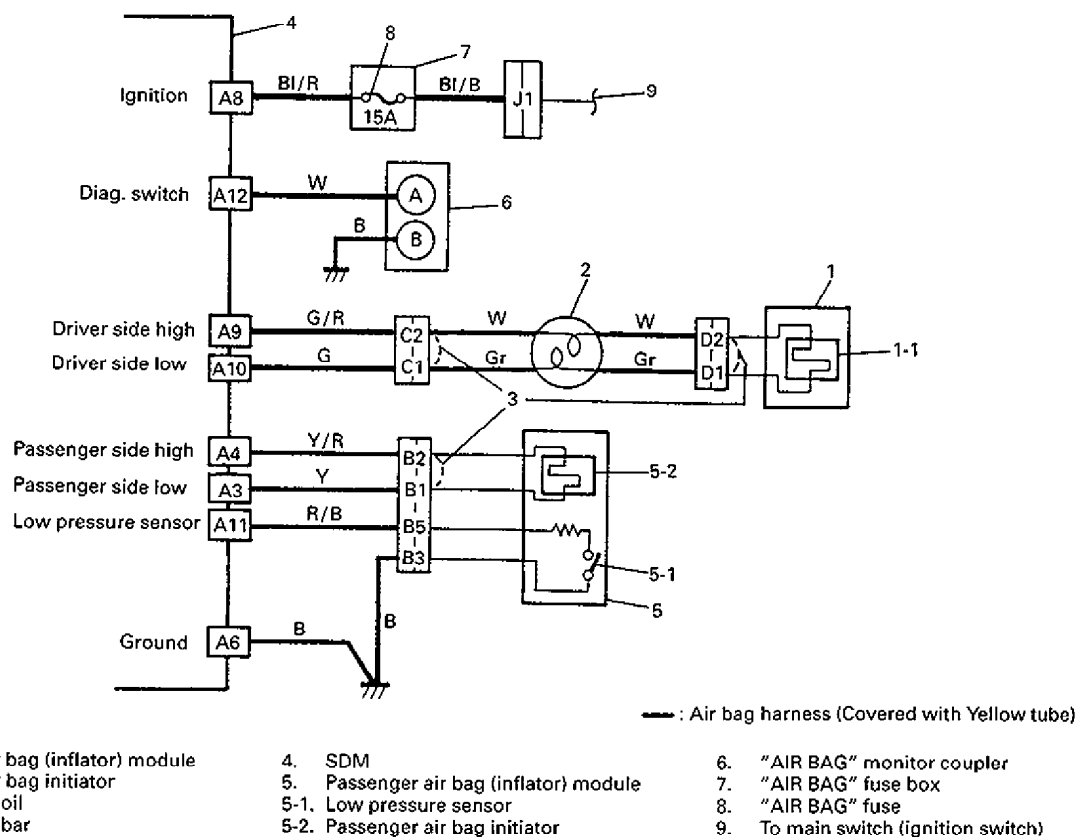 4
8
7
Ignition A8 Bl/R 15A Bl/B J1 9
Diag. switch A12 W A 6
B B
2 1
Driver side high A9 G/R C2 W W D2
1-1
Driver side low A10 G C1 Gr Gr D1
3
Passenger side high A4 Y/R B2 5-2
Passenger side low A3 Y B1
Low pressure sensor A11 R/B B5
B3 5-1
5
Ground A6 B B
: Air bag harness (Covered with Yellow tube)
bag (inflator) module
bag initiator
oil
bar
4. SDM
5. Passenger air bag (inflator) module
5-1. Low pressure sensor
5-2. Passenger air bag initiator
6. "AIR BAG" monitor coupler
7. "AIR BAG" fuse box
8. "AIR BAG" fuse
9. To main switch (ignition switch)